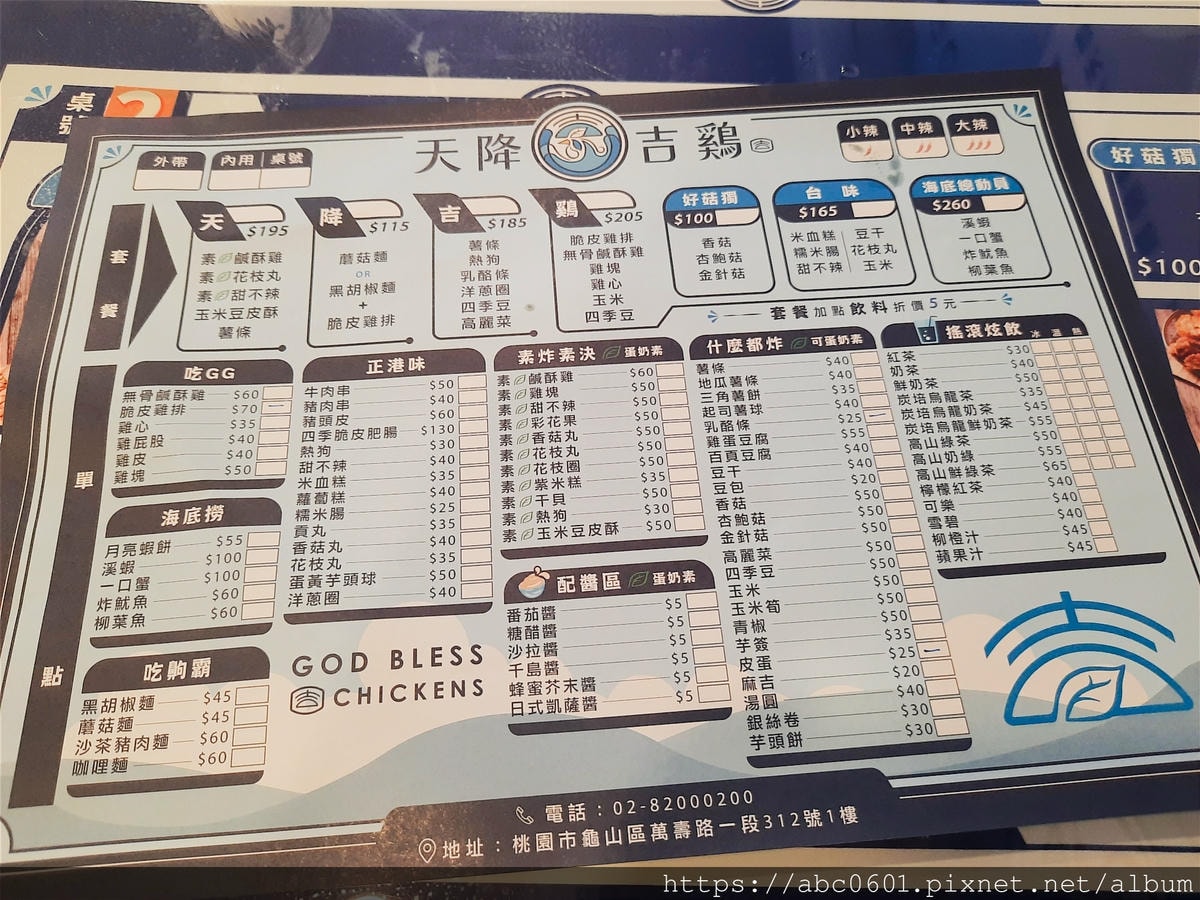 桌號
2
外帶
內用
桌號
天降吉鷄
小辣
中辣
大辣
好菇獨
$100
套餐
天 $195
素鹹酥雞
素花枝丸
素甜不辣
玉米豆皮酥
薯條
降 $115
蘑菇麵
OR
黑胡椒麵
+
脆皮雞排
吉 $185
薯條
熱狗
乳酪條
洋蔥圈
四季豆
高麗菜
鷄 $205
脆皮雞排
無骨鹹酥雞
雞塊
雞心
玉米
四季豆
好菇獨
$100
香菇
杏鮑菇
金針菇
台味
$165
米血糕 豆干
糯米腸 花枝丸
甜不辣 玉米
海底總動員
$260
溪蝦
一口蟹
炸魷魚
柳葉魚
套餐加點飲料折價5元
單點
吃GG
無骨鹹酥雞 $60
脆皮雞排 $70
雞心 $35
雞屁股 $40
雞皮 $40
雞塊 $50
海底撈
月亮蝦餅 $55
溪蝦 $100
一口蟹 $100
炸魷魚 $60
柳葉魚 $60
吃齁霸
黑胡椒麵 $45
蘑菇麵 $45
沙茶豬肉麵 $60
咖哩麵 $60
正港味
牛肉串 $50
豬肉串 $40
豬頭皮 $60
四季脆皮肥腸 $130
熱狗 $30
甜不辣 $40
米血糕 $35
蘿蔔糕 $40
糯米腸 $25
貢丸 $35
香菇丸 $40
花枝丸 $35
蛋黃芋頭球 $50
洋蔥圈 $40
GOD BLESS
CHICKENS
素炸素決 蛋奶素
素鹹酥雞 $60
素雞塊 $50
素甜不辣 $50
素彩花果 $50
素香菇丸 $50
素花枝丸 $50
素花枝圈 $50
素紫米糕 $35
素干貝 $50
素熱狗 $30
素玉米豆皮酥 $50
配醬區 蛋奶素
番茄醬 $5
糖醋醬 $5
沙拉醬 $5
千島醬 $5
蜂蜜芥末醬 $5
日式凱薩醬 $5
什麼都炸 可蛋奶素
薯條 $40
地瓜薯條 $40
三角薯餅 $35
起司薯球 $40
乳酪條 $25
雞蛋豆腐 $55
百頁豆腐 $40
豆干 $40
豆包 $20
香菇 $50
杏鮑菇 $50
金針菇 $50
高麗菜 $50
四季豆 $50
玉米 $50
玉米筍 $50
青椒 $50
芋簽 $35
皮蛋 $25
麻吉 $20
湯圓 $40
銀絲卷 $30
芋頭餅 $30
搖滾炫飲 冰 溫 熱
紅茶 $30
奶茶 $40
鮮奶茶 $50
炭培烏龍茶 $35
炭培烏龍奶茶 $45
炭培烏龍鮮奶茶 $55
高山綠茶 $40
高山奶綠 $55
高山鮮綠茶 $65
檸檬紅茶 $40
可樂 $40
雪碧 $40
柳橙汁 $45
蘋果汁 $45
電話：02-82000200
地址：桃園市龜山區萬壽路一段312號1樓
https://abc0601.pixnet.net/album